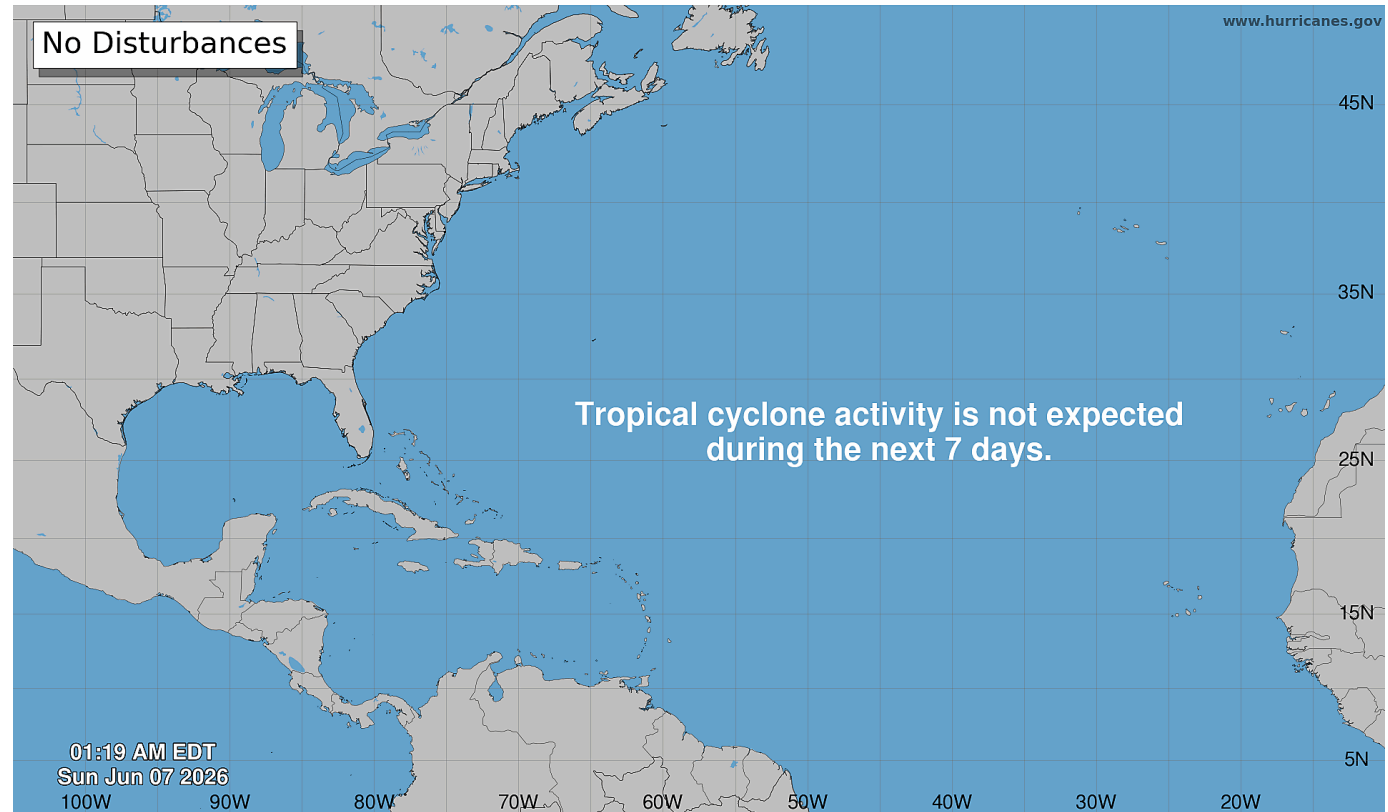 www.hurricanes.gov
No Disturbances
45N
35N
Tropical cyclone activity is not expected
during the next 7 days.
25N
15N
01:19 AM EDT
Sun Jun 07 2026
5N
100W 90W 80W 70W 60W 50W 40W 30W 20W